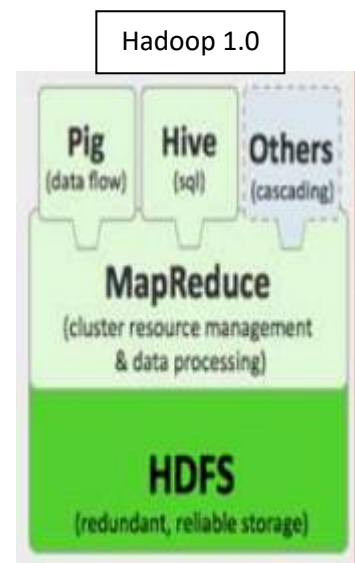 Hadoop 1.0
Pig Hive Others
(data flow) (sql) (cascading)
MapReduce
(cluster resource management
& data processing)
HDFS
(redundant, reliable storage)